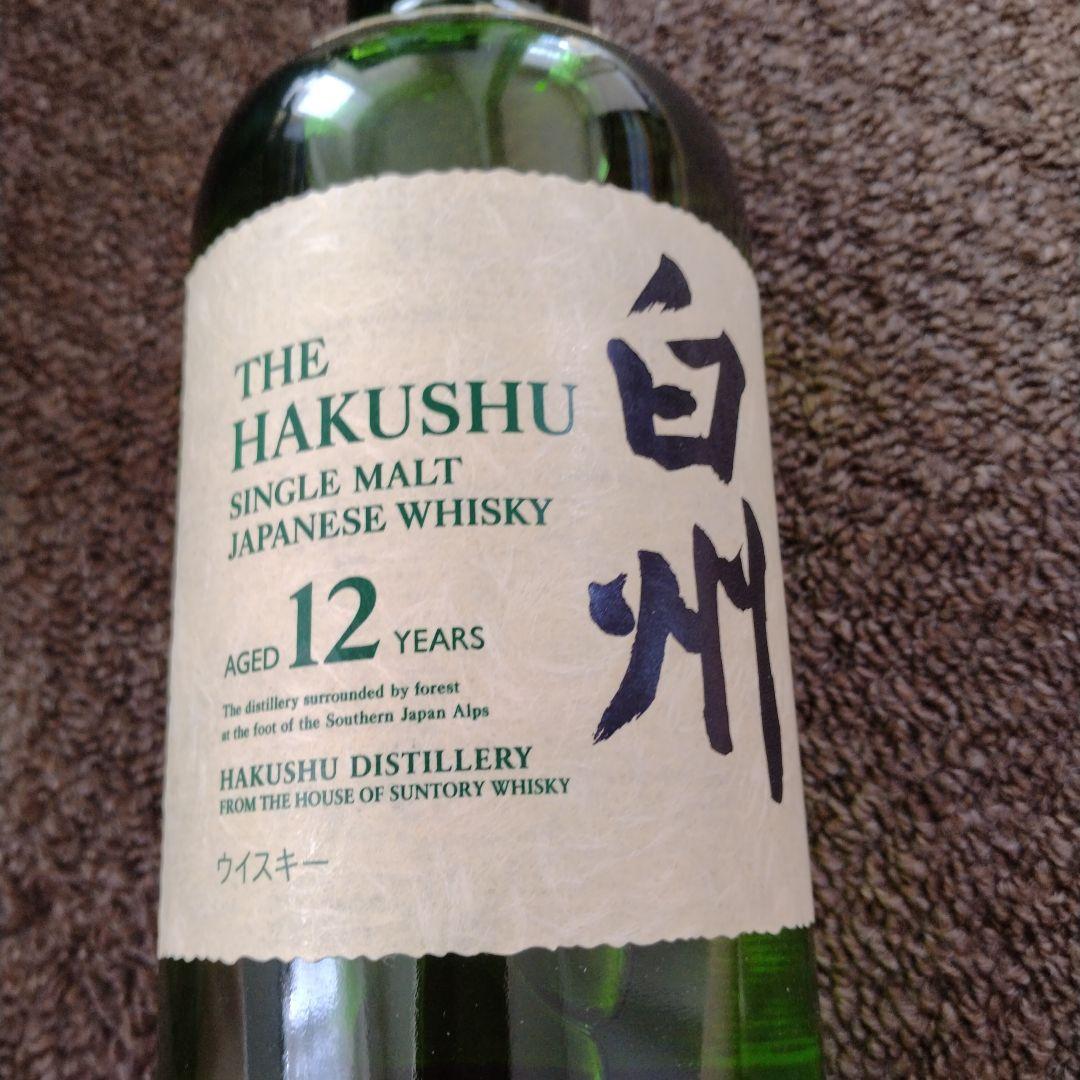 THE
HAKUSHU
SINGLE MALT
JAPANESE WHISKY
AGED 12 YEARS
The distillery surrounded by forest
at the foot of the Southern Japan Alps
HAKUSHU DISTILLERY
FROM THE HOUSE OF SUNTORY WHISKY
ウイスキー
白州